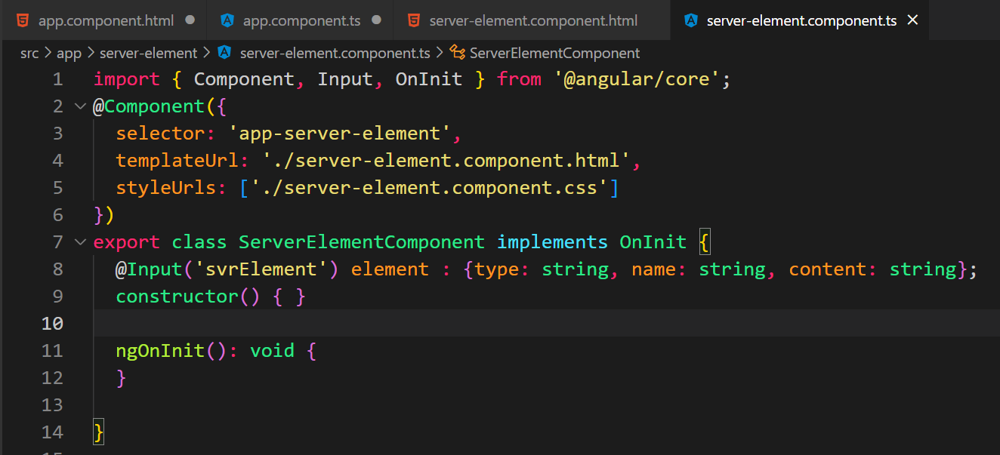 app.component.html app.component.ts server-element.component.html server-element.component.ts
src > app > server-element > server-element.component.ts > ServerElementComponent
1 import { Component, Input, OnInit } from '@angular/core';
2 @Component({
3   selector: 'app-server-element',
4   templateUrl: './server-element.component.html',
5   styleUrls: ['./server-element.component.css']
6 })
7 export class ServerElementComponent implements OnInit {
8   @Input('svrElement') element : {type: string, name: string, content: string};
9   constructor() { }
10
11   ngOnInit(): void {
12   }
13
14 }